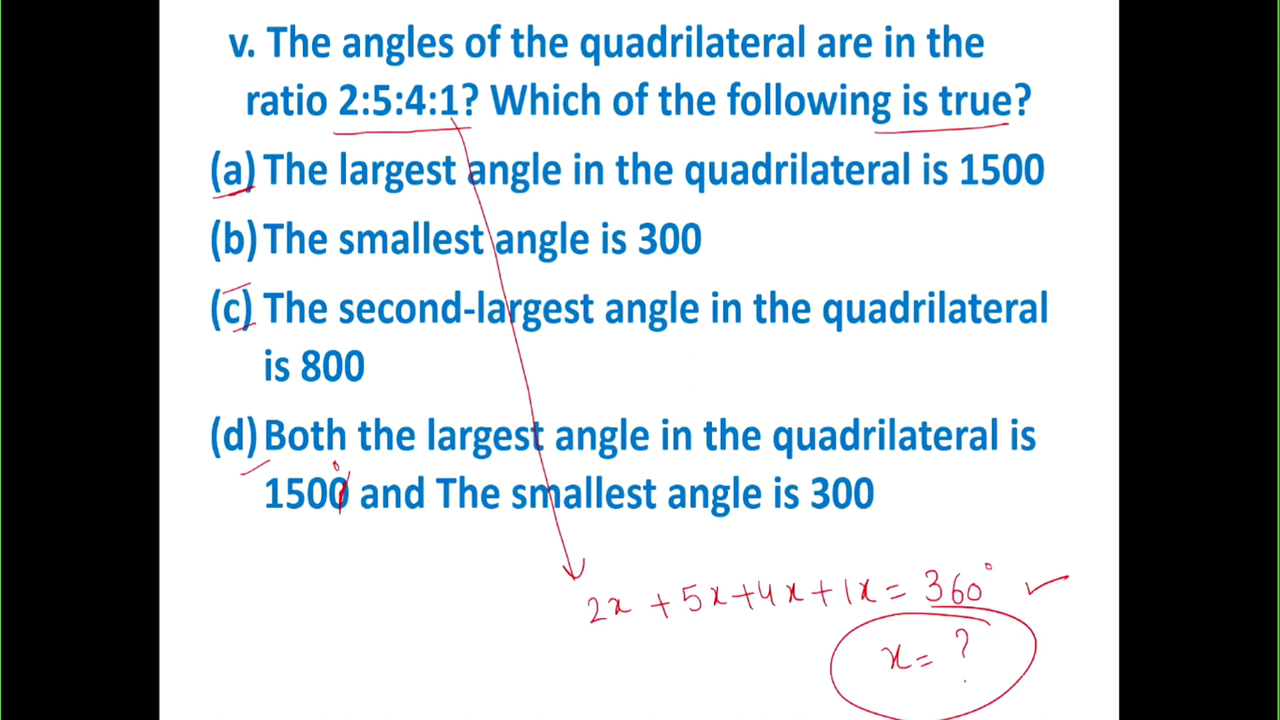 v. The angles of the quadrilateral are in the
ratio 2:5:4:1? Which of the following is true?
(a) The largest angle in the quadrilateral is 1500
(b) The smallest angle is 300
(c) The second-largest angle in the quadrilateral
is 800
(d) Both the largest angle in the quadrilateral is
1500 and The smallest angle is 300
2x + 5x + 4x + 1x = 360°
x = ?